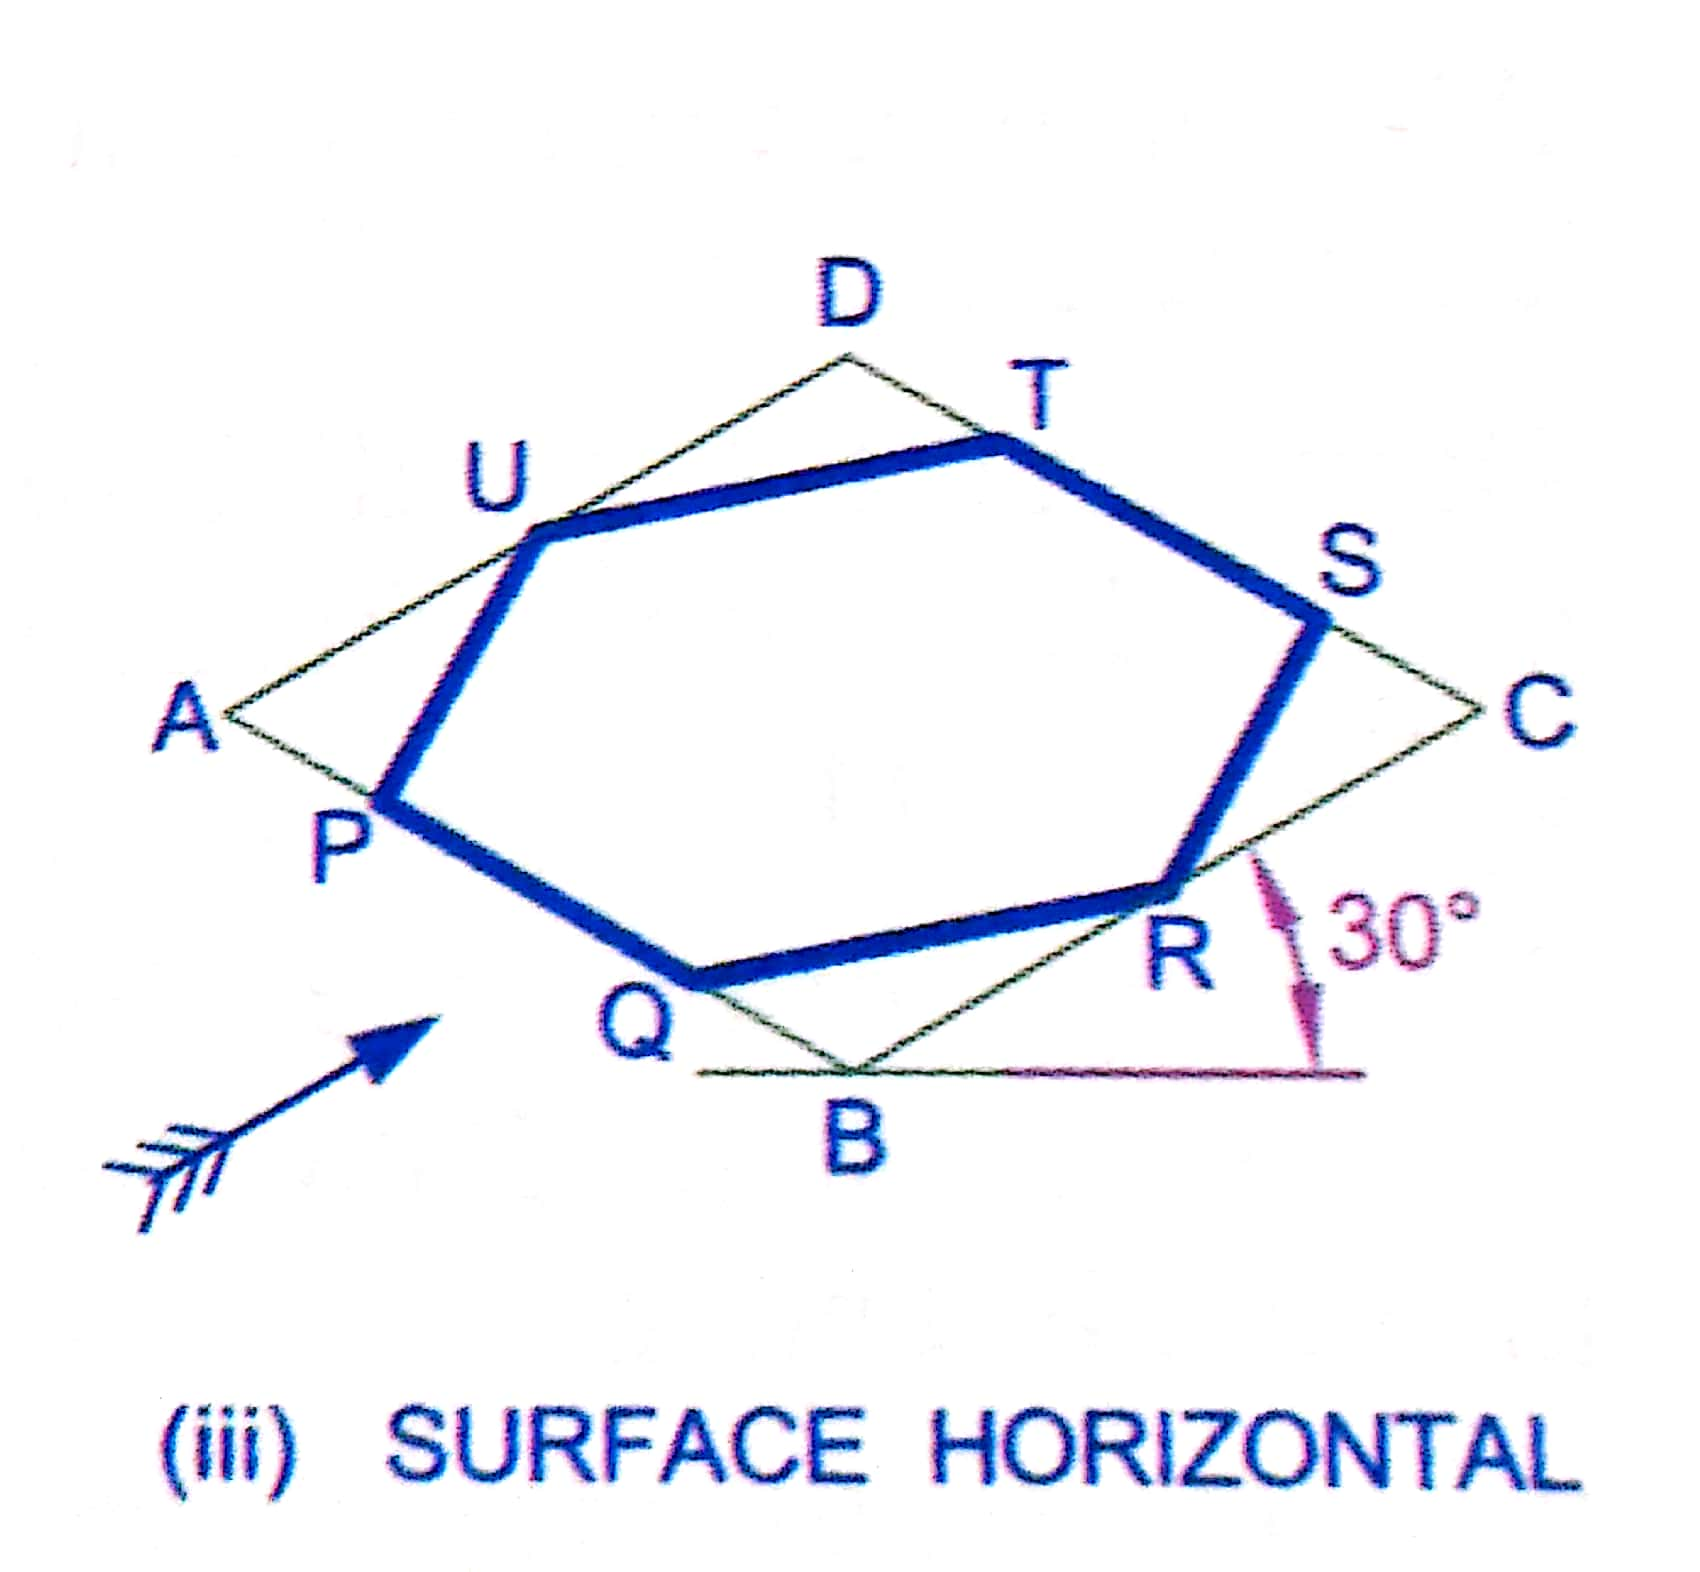 D
T
U
S
A
C
P
30°
R
Q
B
(iii) SURFACE HORIZONTAL